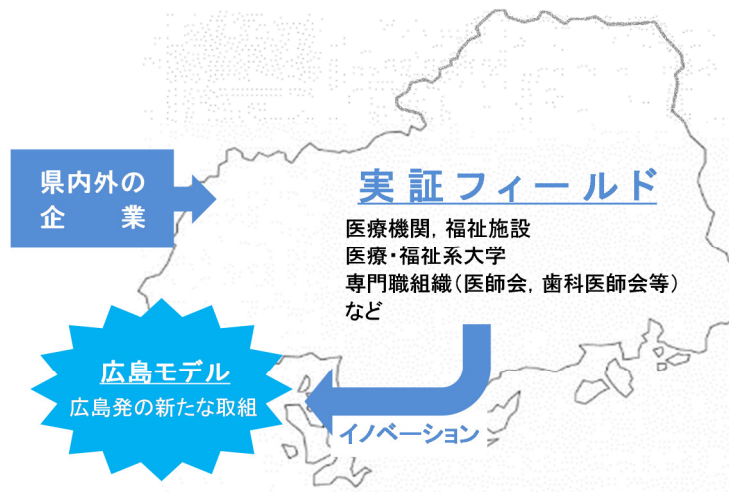 県内外の
企　業
実証フィールド
医療機関，福祉施設
医療・福祉系大学
専門職組織（医師会，歯科医師会等）
など
広島モデル
広島発の新たな取組
イノベーション